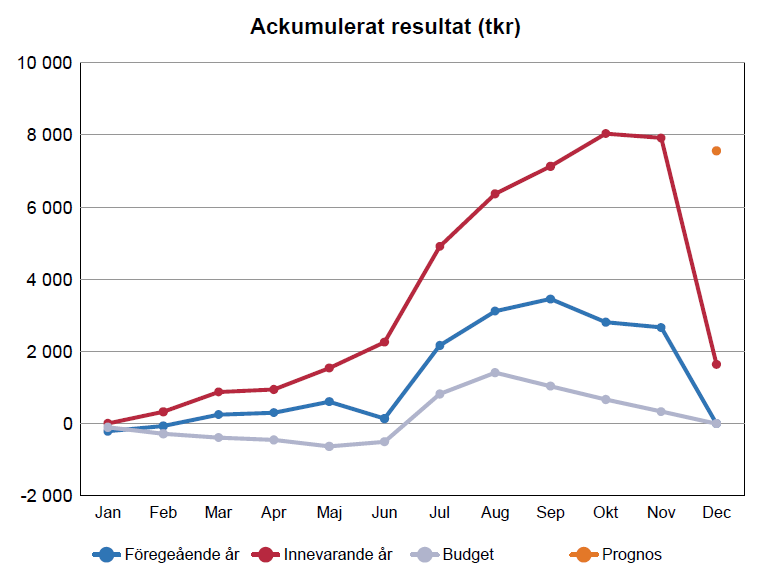 Ackumulerat resultat (tkr)
10 000
8 000
6 000
4 000
2 000
0
-2 000
Jan Feb Mar Apr Maj Jun Jul Aug Sep Okt Nov Dec
Föregeående år Innevarande år Budget Prognos